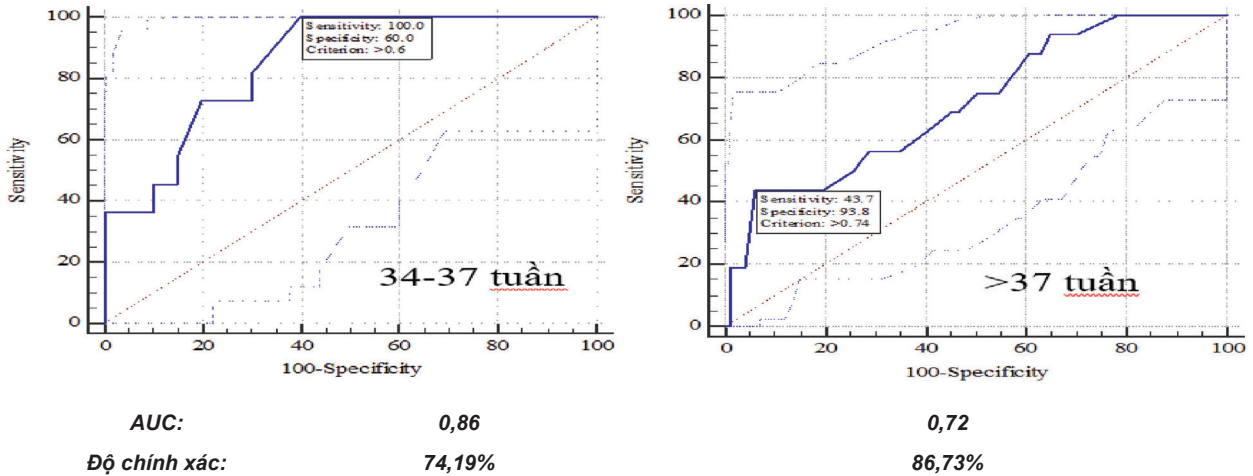 100
80
60
40
20
0
Sensitivity
Sensitivity: 100.0
Specificity: 60.0
Criterion: >0.6
34-37 tuần
0 20 40 60 80 100
100-Specificity
100
80
60
40
20
0
Sensitivity
Sensitivity: 43.7
Specificity: 93.8
Criterion: >0.74
>37 tuần
0 20 40 60 80 100
100-Specificity
AUC: 0,86 0,72
Độ chính xác: 74,19% 86,73%